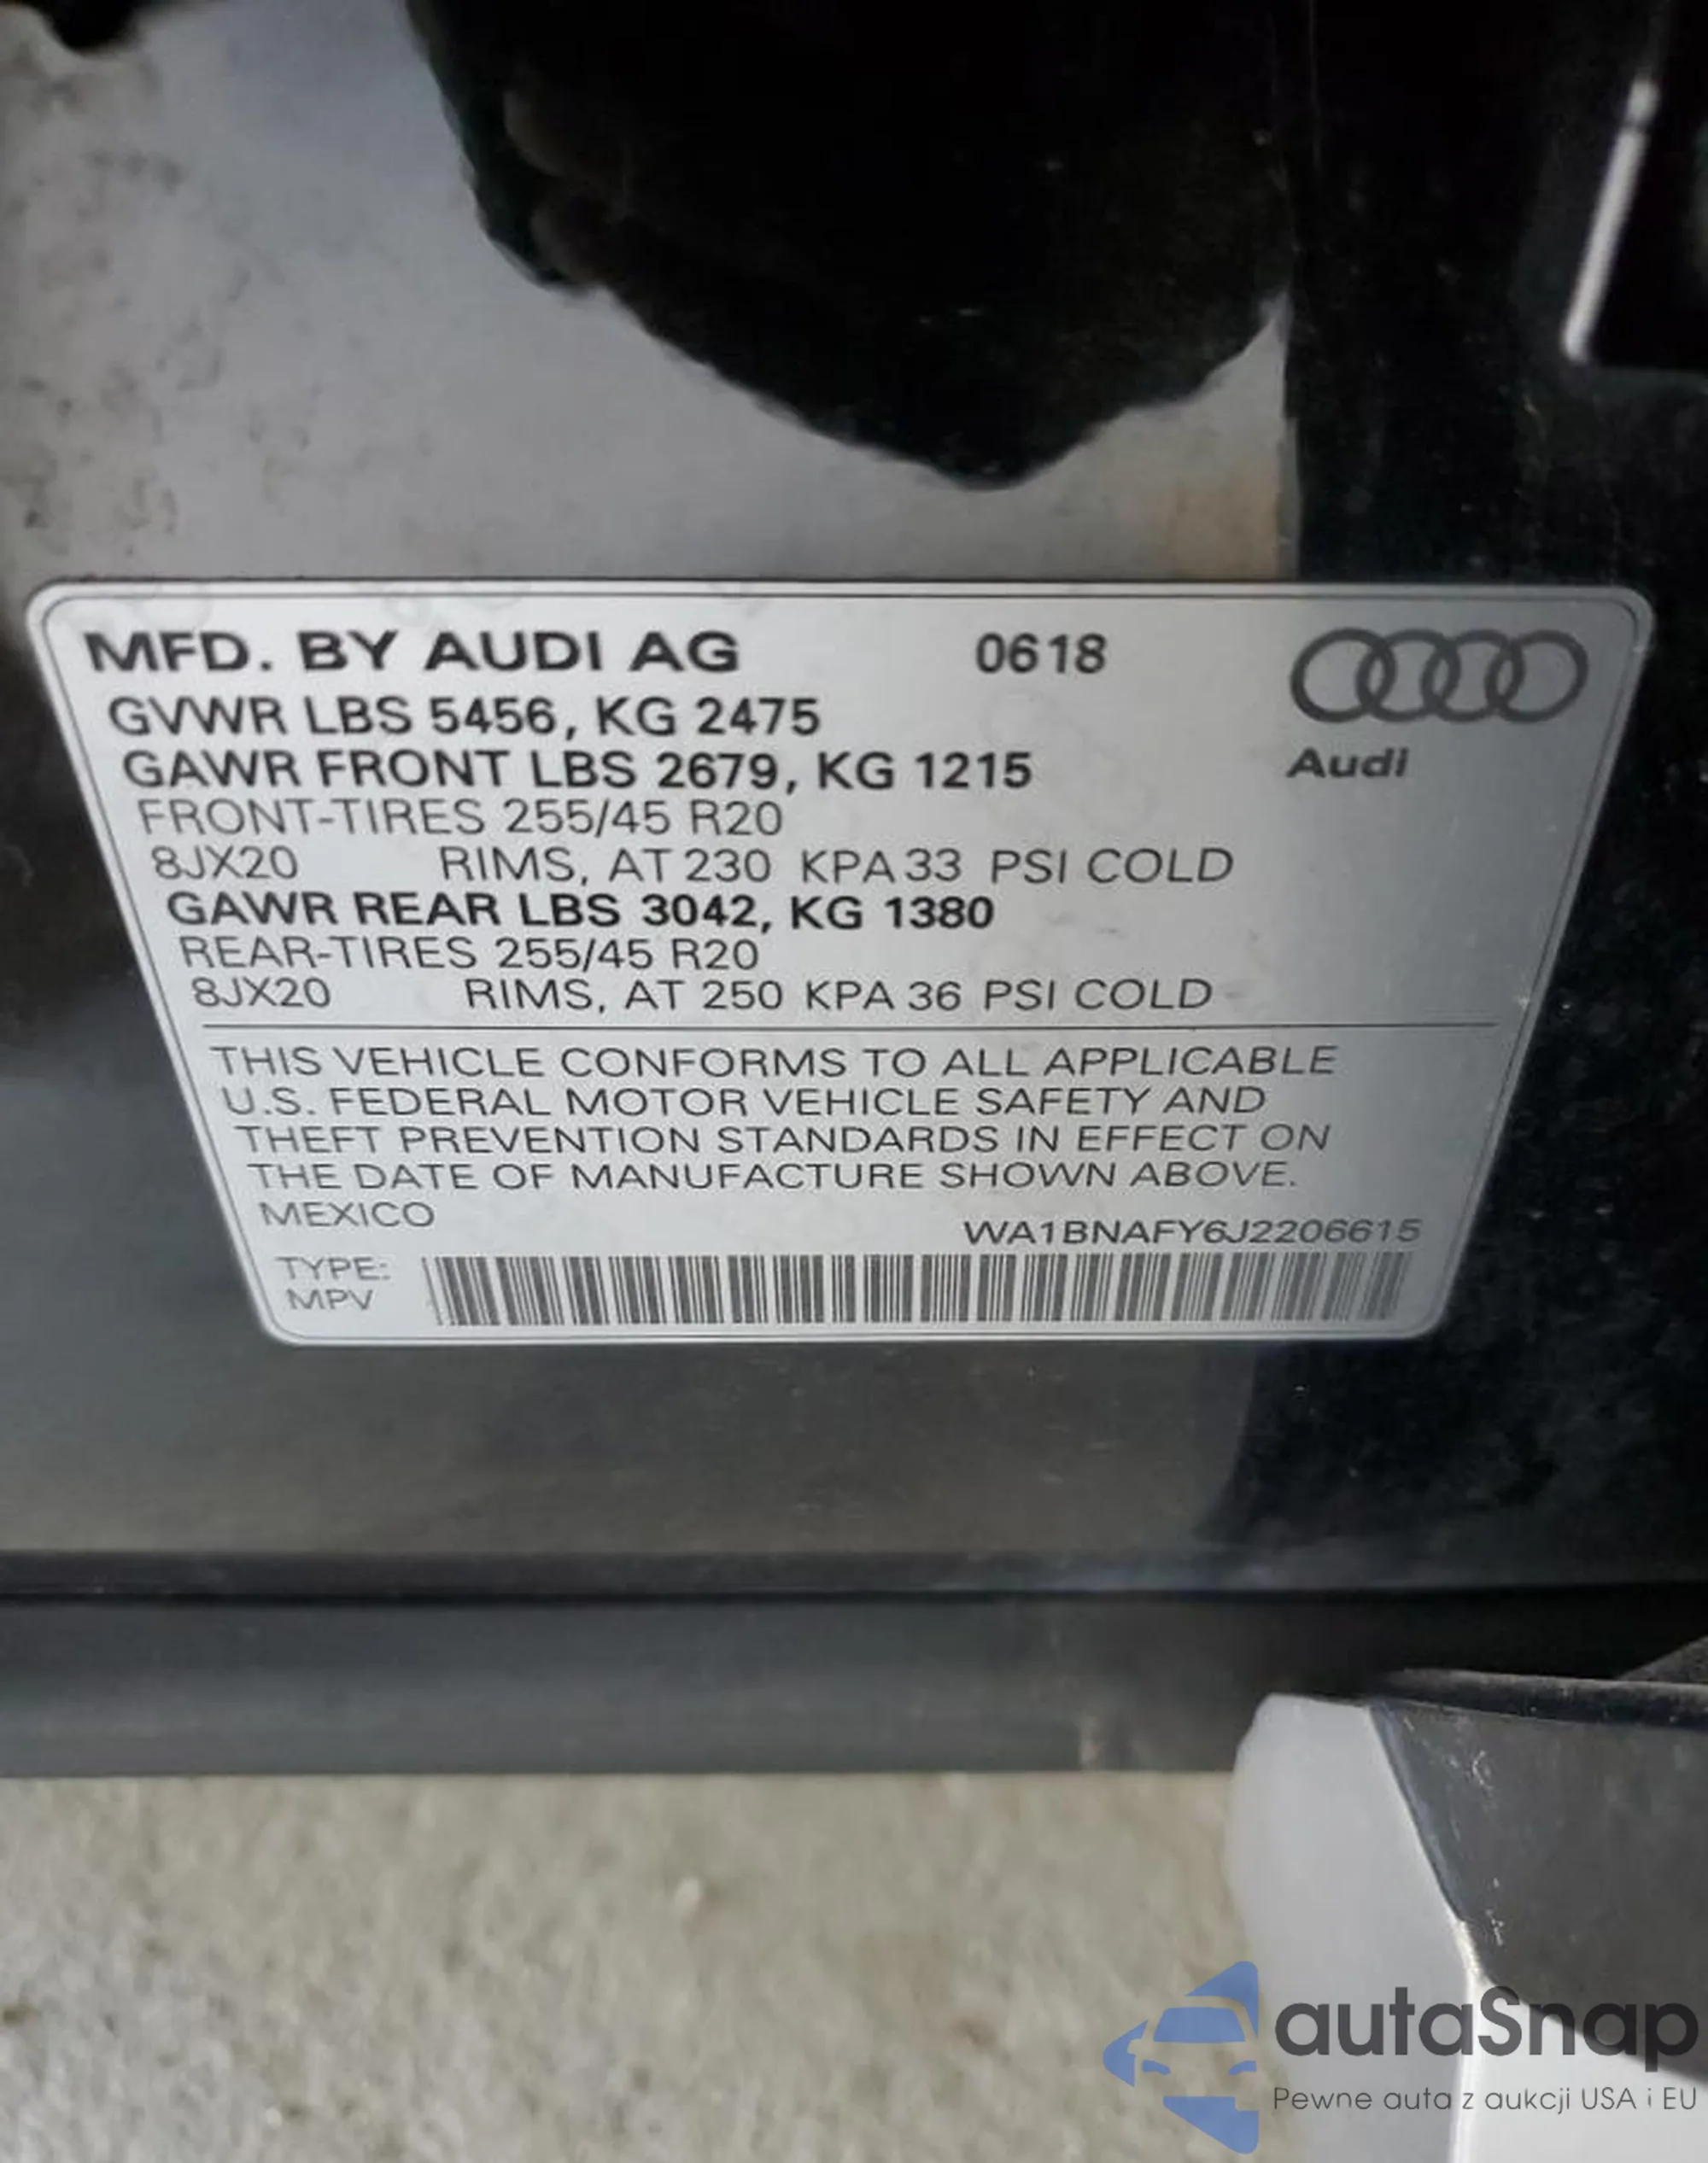 MFD. BY AUDI AG 0618
GVWR LBS 5456, KG 2475
GAWR FRONT LBS 2679, KG 1215
Audi
FRONT-TIRES 255/45 R20
8JX20 RIMS, AT 230 KPA 33 PSI COLD
GAWR REAR LBS 3042, KG 1380
REAR-TIRES 255/45 R20
8JX20 RIMS, AT 250 KPA 36 PSI COLD
THIS VEHICLE CONFORMS TO ALL APPLICABLE
U.S. FEDERAL MOTOR VEHICLE SAFETY AND
THEFT PREVENTION STANDARDS IN EFFECT ON
THE DATE OF MANUFACTURE SHOWN ABOVE.
MEXICO
WA1BNAFY6J2206615
TYPE:
MPV
autaSnap
Pewne auta z aukcji USA i EU